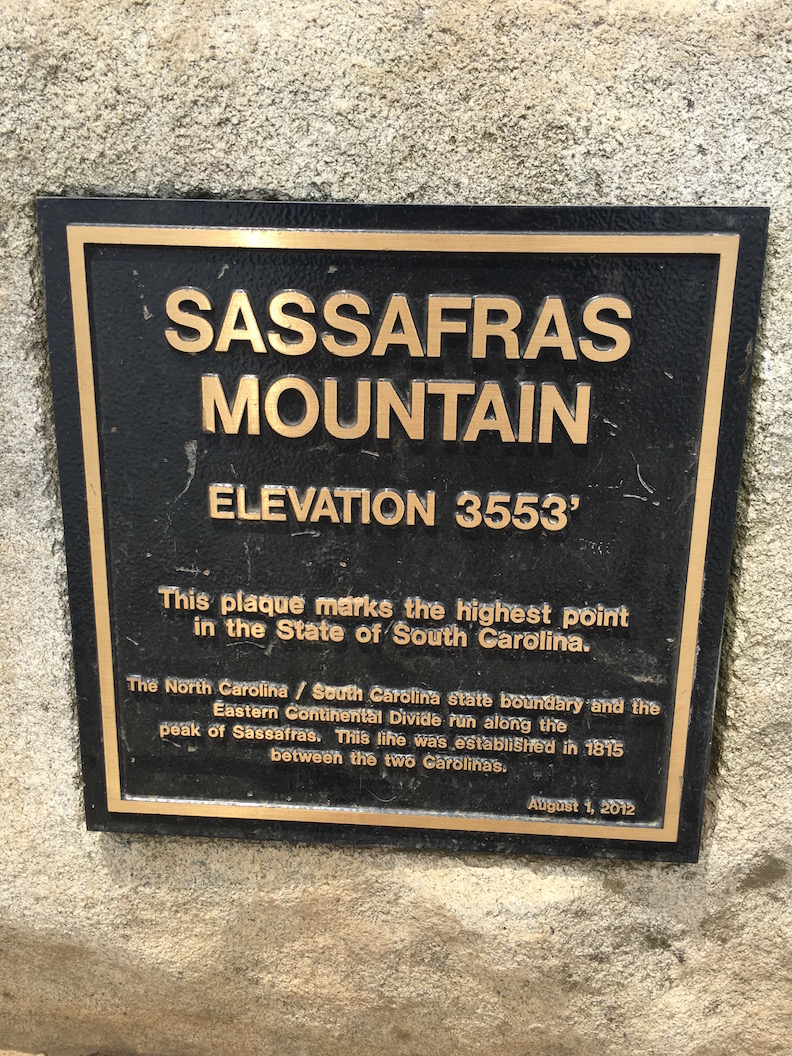 SASSAFRAS
MOUNTAIN
ELEVATION 3553'
This plaque marks the highest point
in the State of South Carolina.
The North Carolina / South Carolina state boundary and the
Eastern Continental Divide run along the
peak of Sassafras. This line was established in 1815
between the two Carolinas.
August 1, 2012